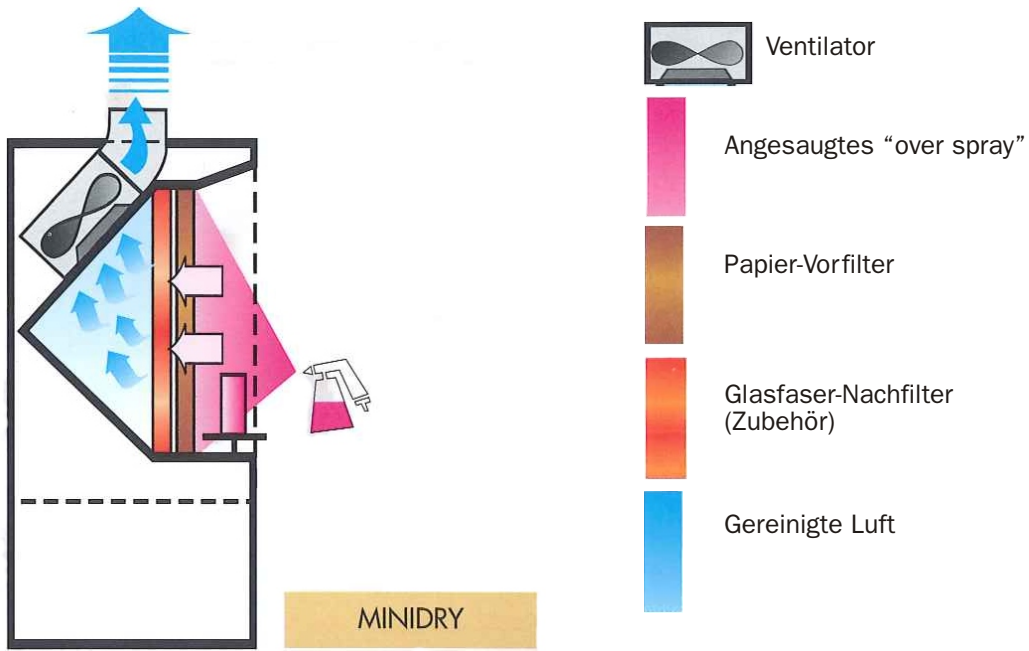 Ventilator
Angesaugtes “over spray”
Papier-Vorfilter
Glasfaser-Nachfilter
(Zubehör)
Gereinigte Luft
MINIDRY